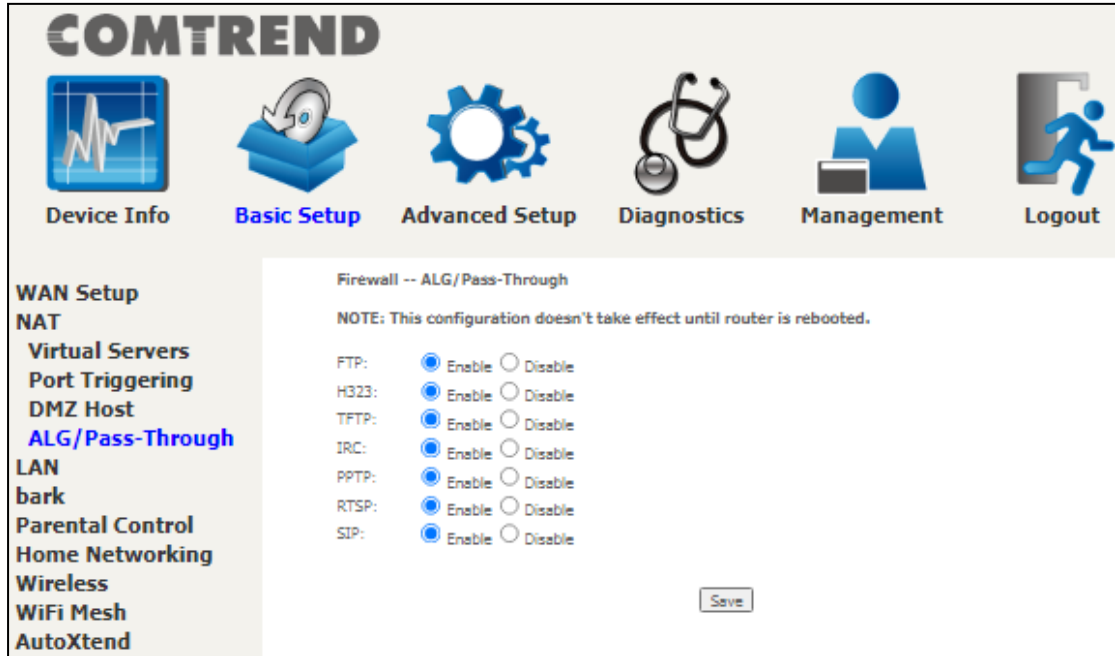 COMTREND
Device Info
Basic Setup
Advanced Setup
Diagnostics
Management
Logout
WAN Setup
NAT
Virtual Servers
Port Triggering
DMZ Host
ALG/Pass-Through
LAN
bark
Parental Control
Home Networking
Wireless
WiFi Mesh
AutoXtend
Firewall -- ALG/Pass-Through
NOTE: This configuration doesn't take effect until router is rebooted.
FTP: Enable Disable
H323: Enable Disable
TFTP: Enable Disable
IRC: Enable Disable
PPTP: Enable Disable
RTSP: Enable Disable
SIP: Enable Disable
Save